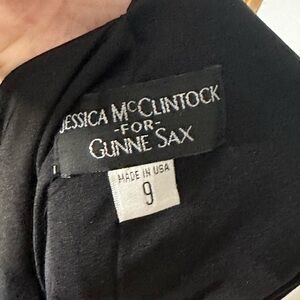 JESSICA McCLINTOCK
-FOR-
GUNNE SAX
MADE IN USA
9